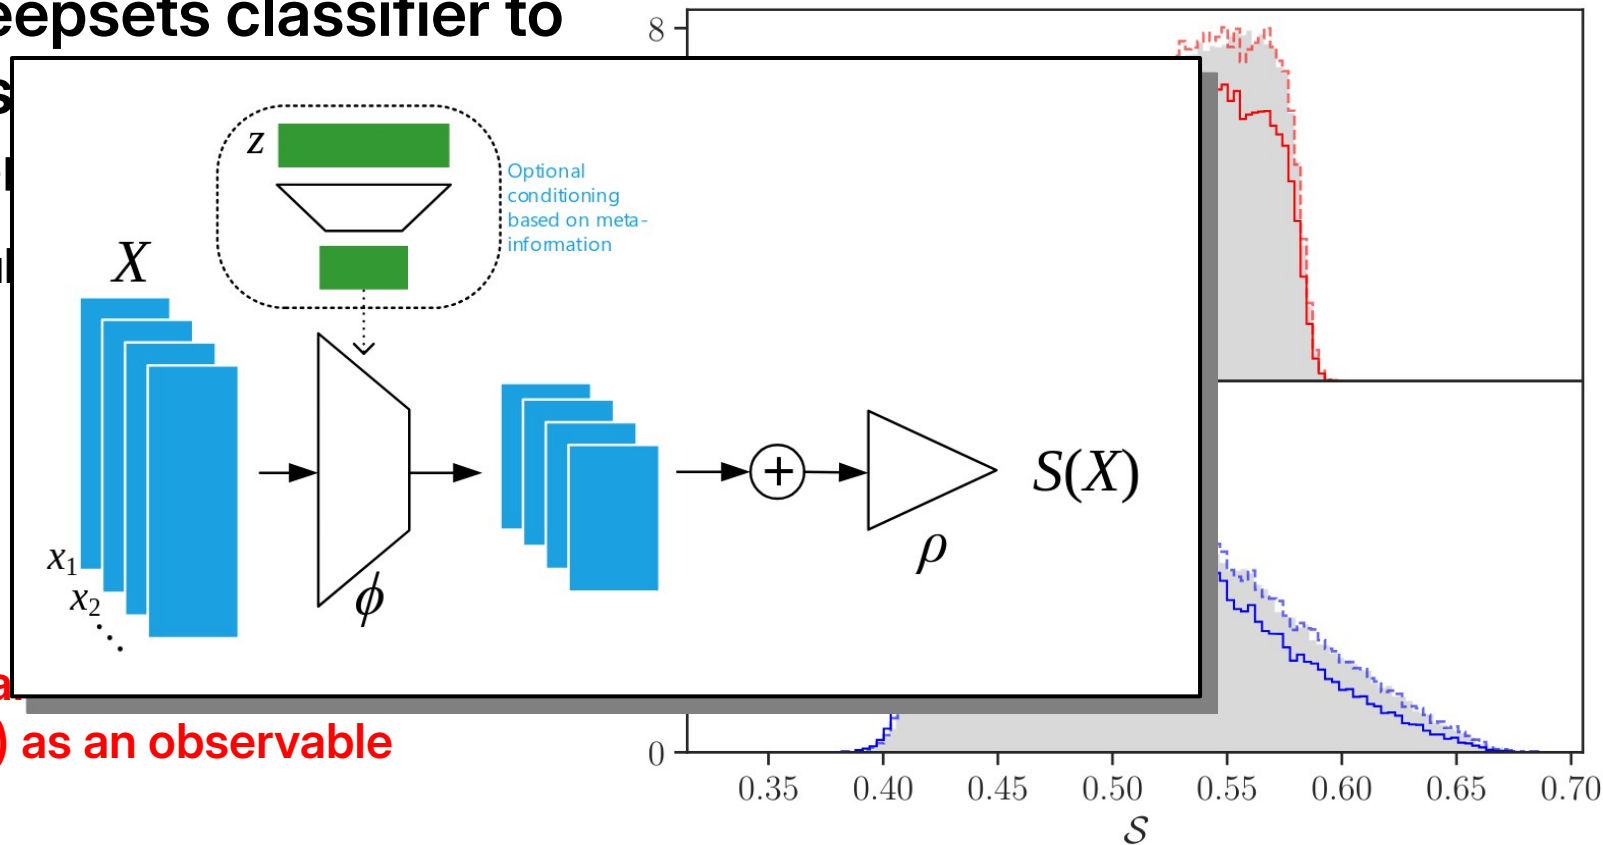 eepsets classifier to
8
z
Optional
conditioning
based on meta-
information
X
x1
x2
ϕ
+
ρ
S(X)
) as an observable
0
0.35 0.40 0.45 0.50 0.55 0.60 0.65 0.70
S